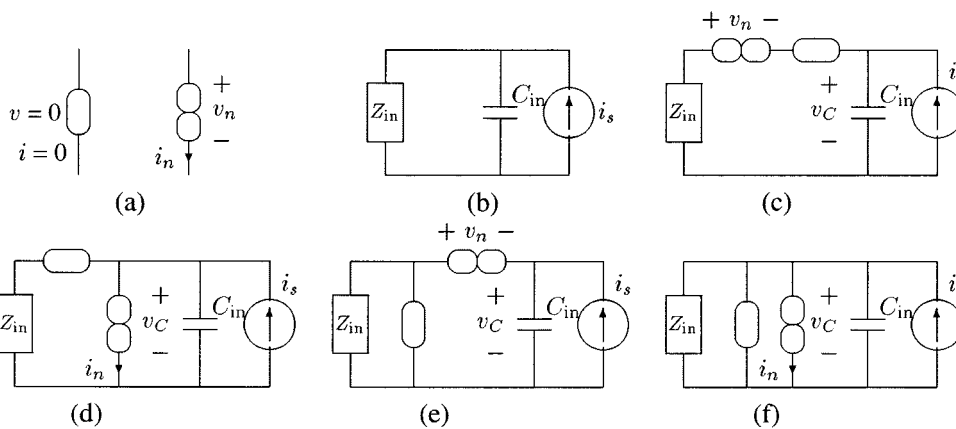 v = 0
i = 0
+
v_n
−
i_n
(a)
Z_in
C_in
i_s
(b)
+ v_n −
Z_in
+
v_C
−
C_in
i
(c)
Z_in
i_n
+
v_C
−
C_in
i_s
(d)
+ v_n −
Z_in
+
v_C
−
C_in
i_s
(e)
Z_in
i_n
+
v_C
−
C_in
i
(f)